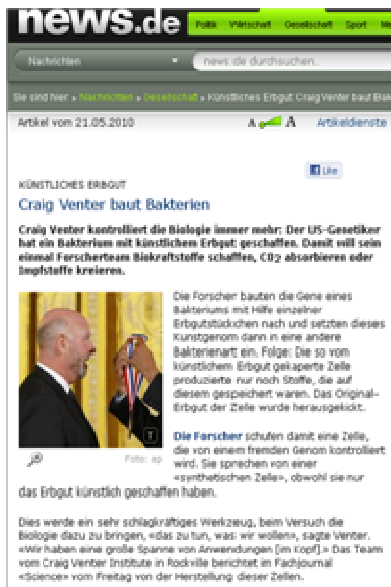 news.de
Politik Wirtschaft Gesellschaft Sport
Nachrichten
news.de durchsuchen...
Sie sind hier » Nachrichten » Gesellschaft » Künstliches Erbgut Craig Venter baut
Artikel vom 21.05.2010
A A Artikeldienste
Like
KÜNSTLICHES ERBGUT
Craig Venter baut Bakterien
Craig Venter kontrolliert die Biologie immer mehr: Der US-Genetiker
hat ein Bakterium mit künstlichem Erbgut geschaffen. Damit will sein
einmal Forscherteam Biokraftstoffe schafffen, CO2 absorbieren oder
Impfstoffe kreieren.
Die Forscher bauten die Gene eines
Bakteriums mit Hilfe einzelner
Erbgutstückchen nach und setzten dieses
Kunstgenom dann in eine andere
Bakterienart ein. Folge: Die so vom
künstlichem Erbgut gekaperte Zelle
produzierte nur noch Stoffe, die auf
diesem gespeichert waren. Das Original-
Erbgut der Zelle wurde herausgekickt.
Foto: ap
Die Forscher schufen damit eine Zelle,
die von einem fremden Genom kontrolliert
wird. Sie sprechen von einer
«synthetischen Zelle», obwohl sie nur
das Erbgut künstlich geschaffen haben.
Dies werde ein sehr schlagkräftiges Werkzeug, beim Versuch die
Biologie dazu zu bringen, «das zu tun, was wir wollen», sagte Venter.
«Wir haben eine große Spanne von Anwendungen [im Kopf].» Das Team
vom Craig Venter Institute in Rockville berichtet im Fachjournal
«Science» vom Freitag von der Herstellung dieser Zellen.